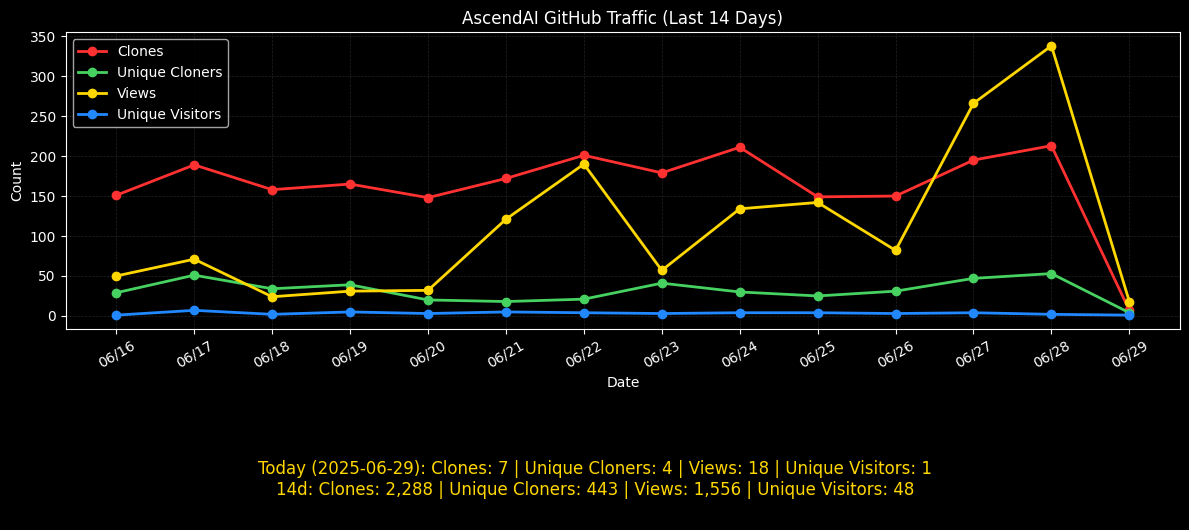 AscendAI GitHub Traffic (Last 14 Days)
350
300
250
200
150
100
50
0
Count
Clones
Unique Cloners
Views
Unique Visitors
06/16 06/17 06/18 06/19 06/20 06/21 06/22 06/23 06/24 06/25 06/26 06/27 06/28 06/29
Date
Today (2025-06-29): Clones: 7 | Unique Cloners: 4 | Views: 18 | Unique Visitors: 1
14d: Clones: 2,288 | Unique Cloners: 443 | Views: 1,556 | Unique Visitors: 48